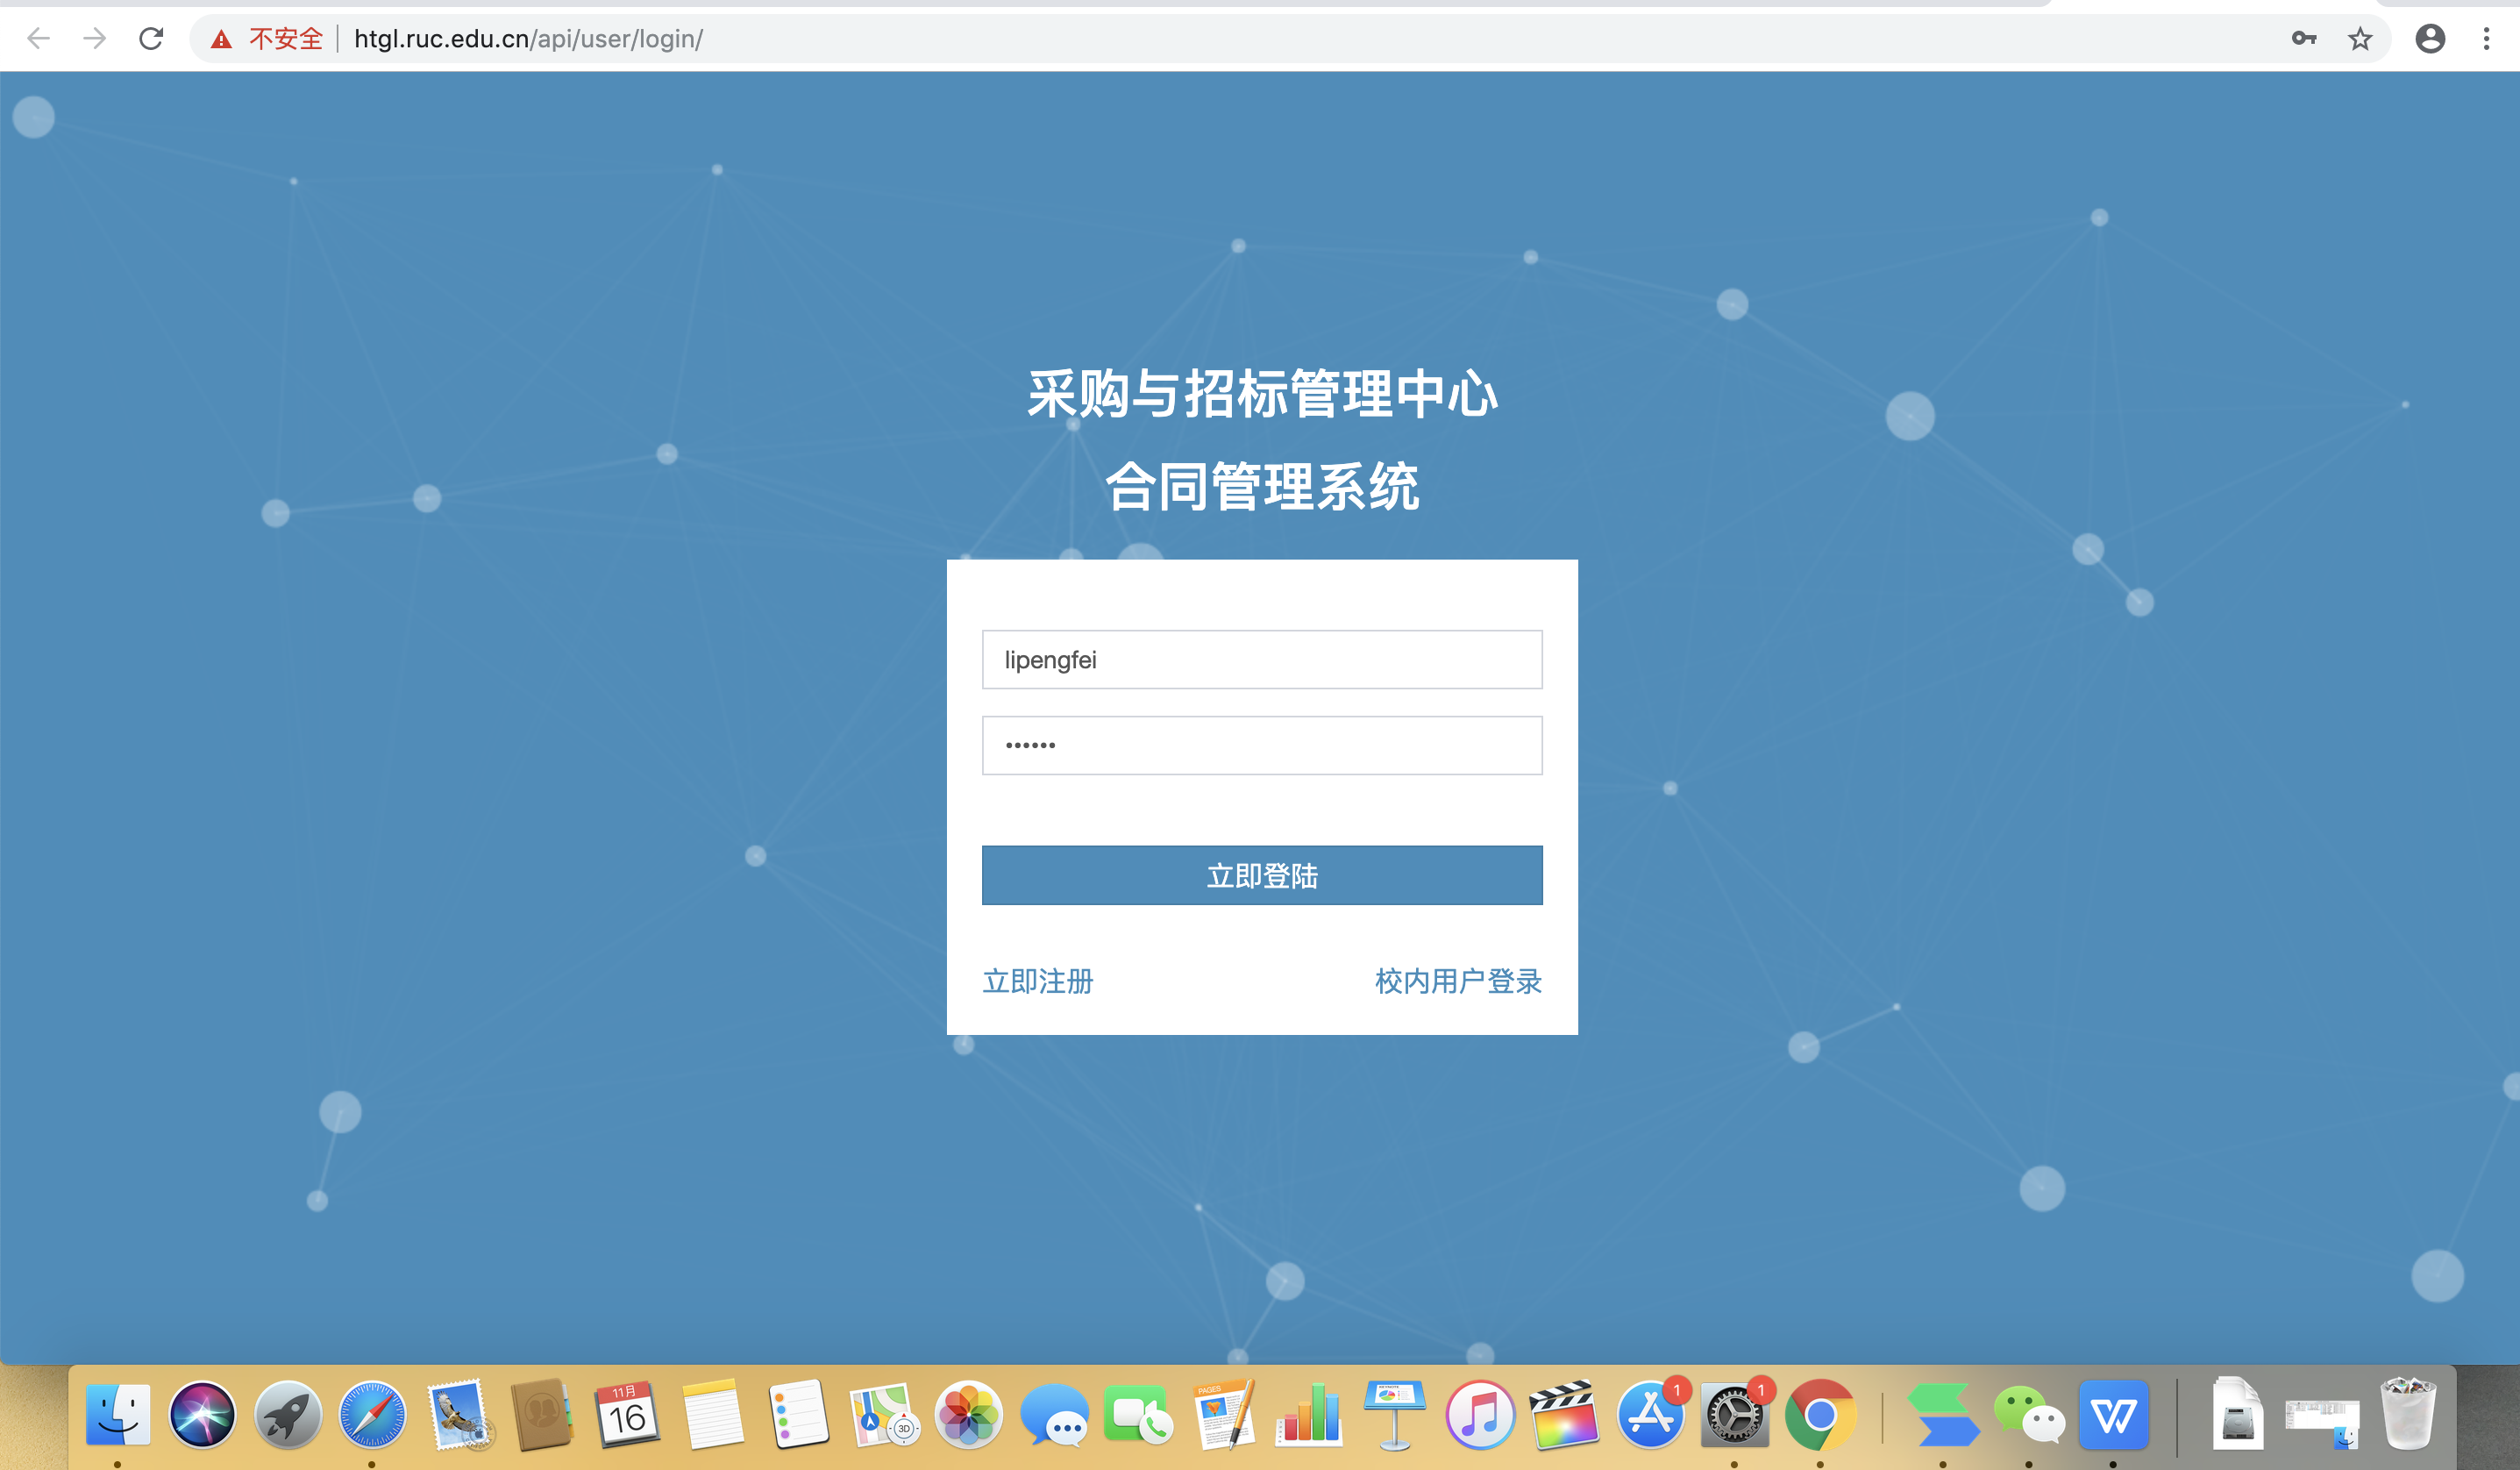 不安全 htgl.ruc.edu.cn/api/user/login/
采购与招标管理中心
合同管理系统
lipengfei
••••••
立即登陆
立即注册 校内用户登录
11月
16
3D
PAGES
1
1